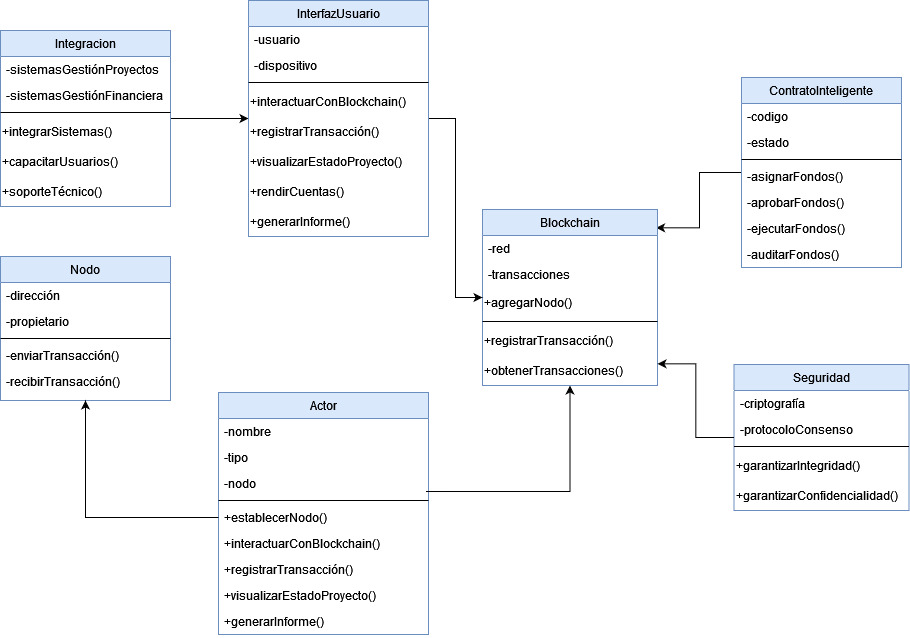 Integracion
-sistemasGestiónProyectos
-sistemasGestiónFinanciera
+integrarSistemas()
+capacitarUsuarios()
+soporteTécnico()
InterfazUsuario
-usuario
-dispositivo
+interactuarConBlockchain()
+registrarTransacción()
+visualizarEstadoProyecto()
+rendirCuentas()
+generarInforme()
ContratoInteligente
-codigo
-estado
-asignarFondos()
-aprobarFondos()
-ejecutarFondos()
-auditarFondos()
Blockchain
-red
-transacciones
+agregarNodo()
+registrarTransacción()
+obtenerTransacciones()
Nodo
-dirección
-propietario
-enviarTransacción()
-recibirTransacción()
Actor
-nombre
-tipo
-nodo
+establecerNodo()
+interactuarConBlockchain()
+registrarTransacción()
+visualizarEstadoProyecto()
+generarInforme()
Seguridad
-criptografía
-protocoloConsenso
+garantizarIntegridad()
+garantizarConfidencialidad()